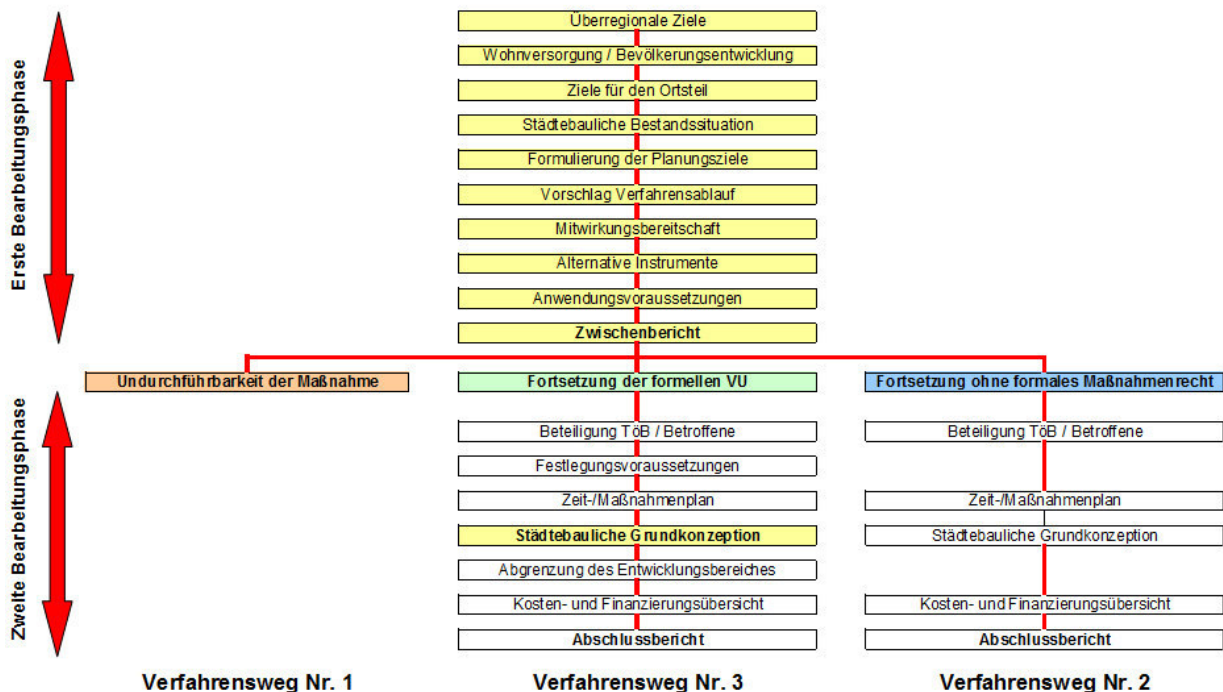 Erste Bearbeitungsphase
Überregionale Ziele
Wohnversorgung / Bevölkerungsentwicklung
Ziele für den Ortsteil
Städtebauliche Bestandssituation
Formulierung der Planungsziele
Vorschlag Verfahrensablauf
Mitwirkungsbereitschaft
Alternative Instrumente
Anwendungsvoraussetzungen
Zwischenbericht
Zweite Bearbeitungsphase
Undurchführbarkeit der Maßnahme
Verfahrensweg Nr. 1
Fortsetzung der formellen VU
Beteiligung TöB / Betroffene
Festlegungsvoraussetzungen
Zeit-/Maßnahmenplan
Städtebauliche Grundkonzeption
Abgrenzung des Entwicklungsbereiches
Kosten- und Finanzierungsübersicht
Abschlussbericht
Verfahrensweg Nr. 3
Fortsetzung ohne formales Maßnahmenrecht
Beteiligung TöB / Betroffene
Zeit-/Maßnahmenplan
Städtebauliche Grundkonzeption
Kosten- und Finanzierungsübersicht
Abschlussbericht
Verfahrensweg Nr. 2